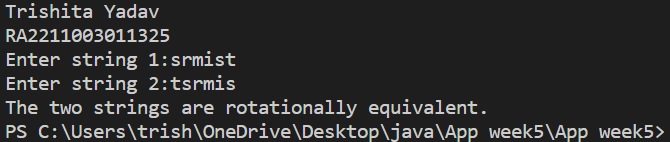 Trishita Yadav
RA2211003011325
Enter string 1:srmist
Enter string 2:tsrmis
The two strings are rotationally equivalent.
PS C:\Users\trish\OneDrive\Desktop\java\App week5\App week5>